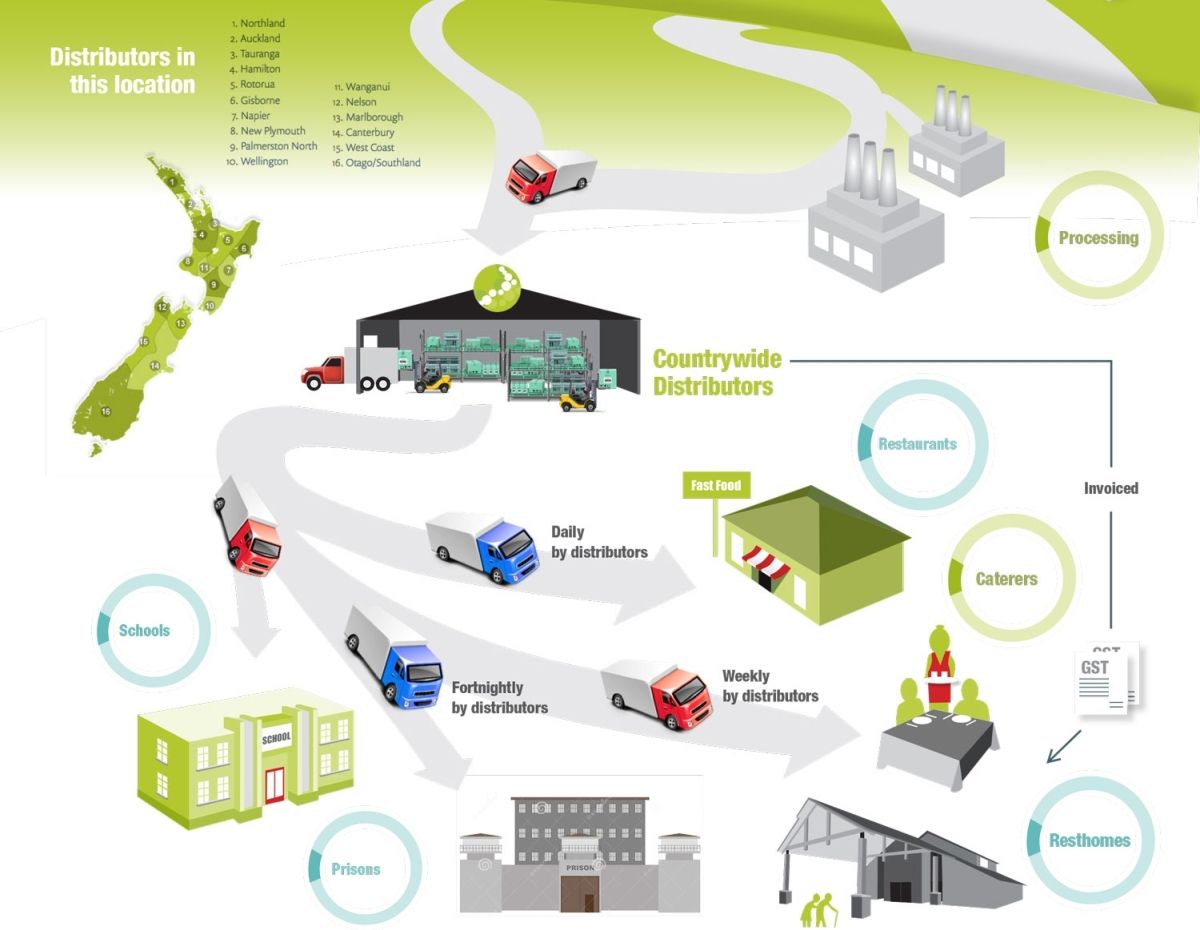 Distributors in
this location
1. Northland
2. Auckland
3. Tauranga
4. Hamilton
5. Rotorua
6. Gisborne
7. Napier
8. New Plymouth
9. Palmerston North
10. Wellington
11. Wanganui
12. Nelson
13. Marlborough
14. Canterbury
15. West Coast
16. Otago/Southland
1
2
3
4
5
6
7
8
9
10
11
12
13
14
15
16
Processing
Countrywide
Distributors
Restaurants
Invoiced
Fast Food
Daily
by distributors
Caterers
Schools
GST
GST
Weekly
by distributors
Fortnightly
by distributors
SCHOOL
Prisons
PRISON
Resthomes